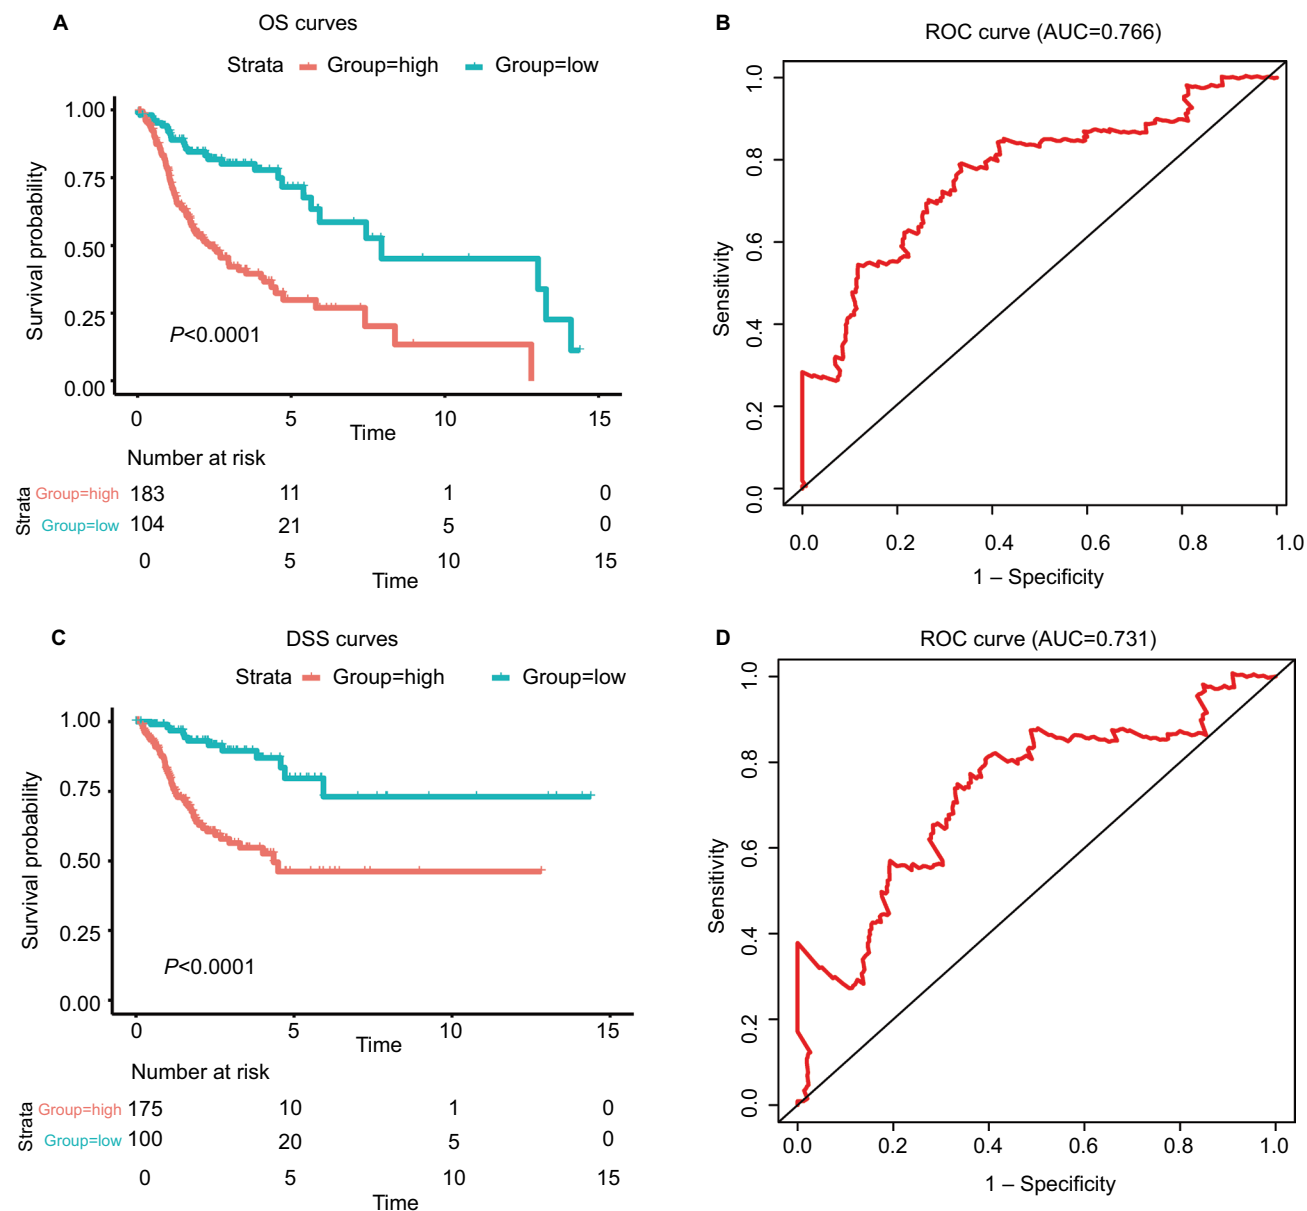 A
OS curves
Strata Group=high Group=low
1.00
0.75
0.50
0.25
0.00
Survival probability
P<0.0001
0 5 10 15
Time
Number at risk
Strata
Group=high 183 11 1 0
Group=low 104 21 5 0
0 5 10 15
Time
B
ROC curve (AUC=0.766)
1.0
0.8
0.6
0.4
0.2
0.0
Sensitivity
0.0 0.2 0.4 0.6 0.8 1.0
1 – Specificity
C
DSS curves
Strata Group=high Group=low
1.00
0.75
0.50
0.25
0.00
Survival probability
P<0.0001
0 5 10 15
Time
Number at risk
Strata
Group=high 175 10 1 0
Group=low 100 20 5 0
0 5 10 15
Time
D
ROC curve (AUC=0.731)
1.0
0.8
0.6
0.4
0.2
0.0
Sensitivity
0.0 0.2 0.4 0.6 0.8 1.0
1 – Specificity